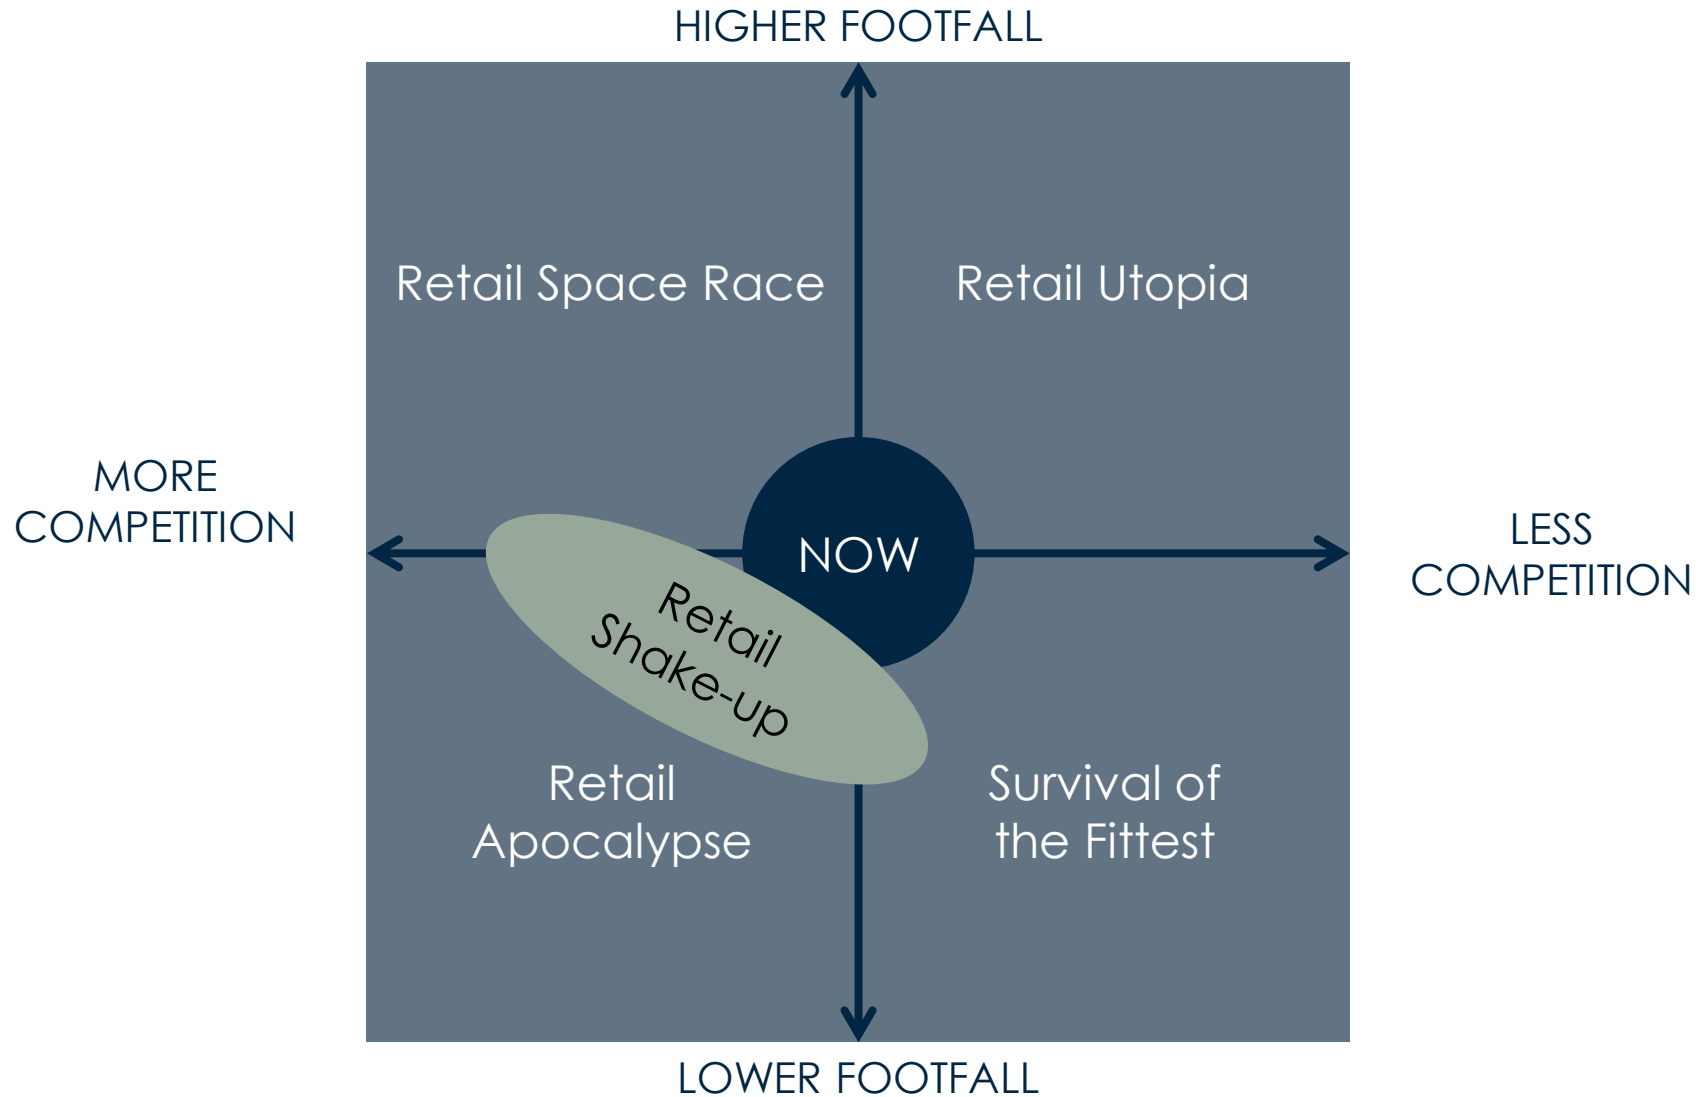 HIGHER FOOTFALL
Retail Space Race
Retail Utopia
MORE
COMPETITION
NOW
LESS
COMPETITION
Retail
Shake-up
Retail
Apocalypse
Survival of
the Fittest
LOWER FOOTFALL